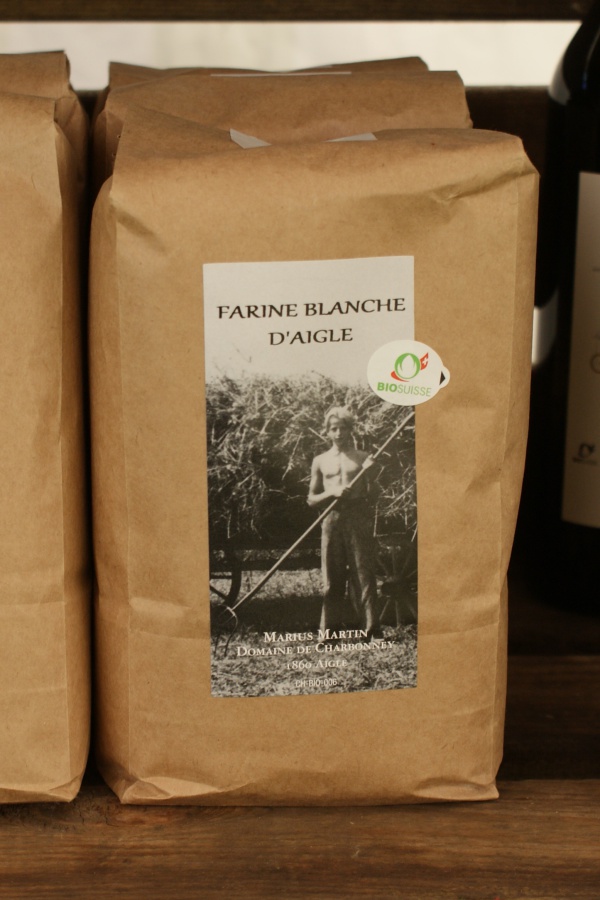 FARINE BLANCHE
D'AIGLE
BIOSUISSE
MARIUS MARTIN
DOMAINE DE CHARBONNEY
1860 AIGLE
CH-BIO-006